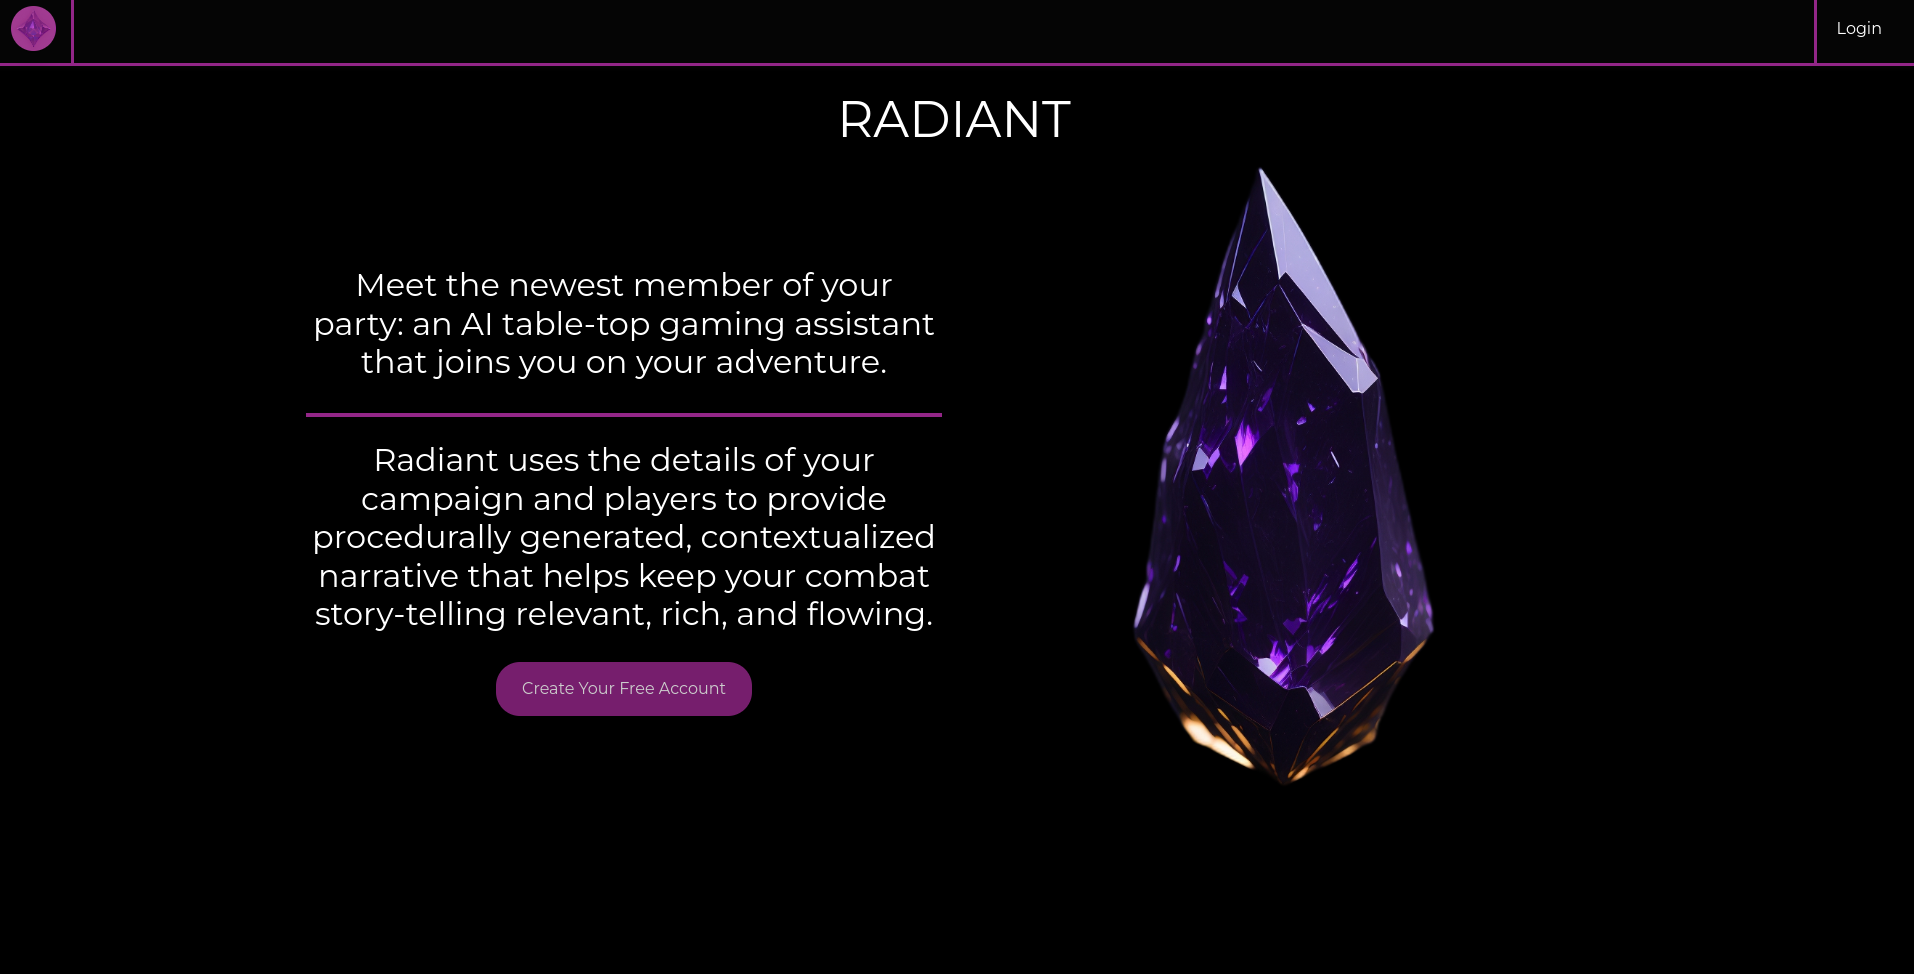 Login
RADIANT
Meet the newest member of your
party: an AI table-top gaming assistant
that joins you on your adventure.
Radiant uses the details of your
campaign and players to provide
procedurally generated, contextualized
narrative that helps keep your combat
story-telling relevant, rich, and flowing.
Create Your Free Account